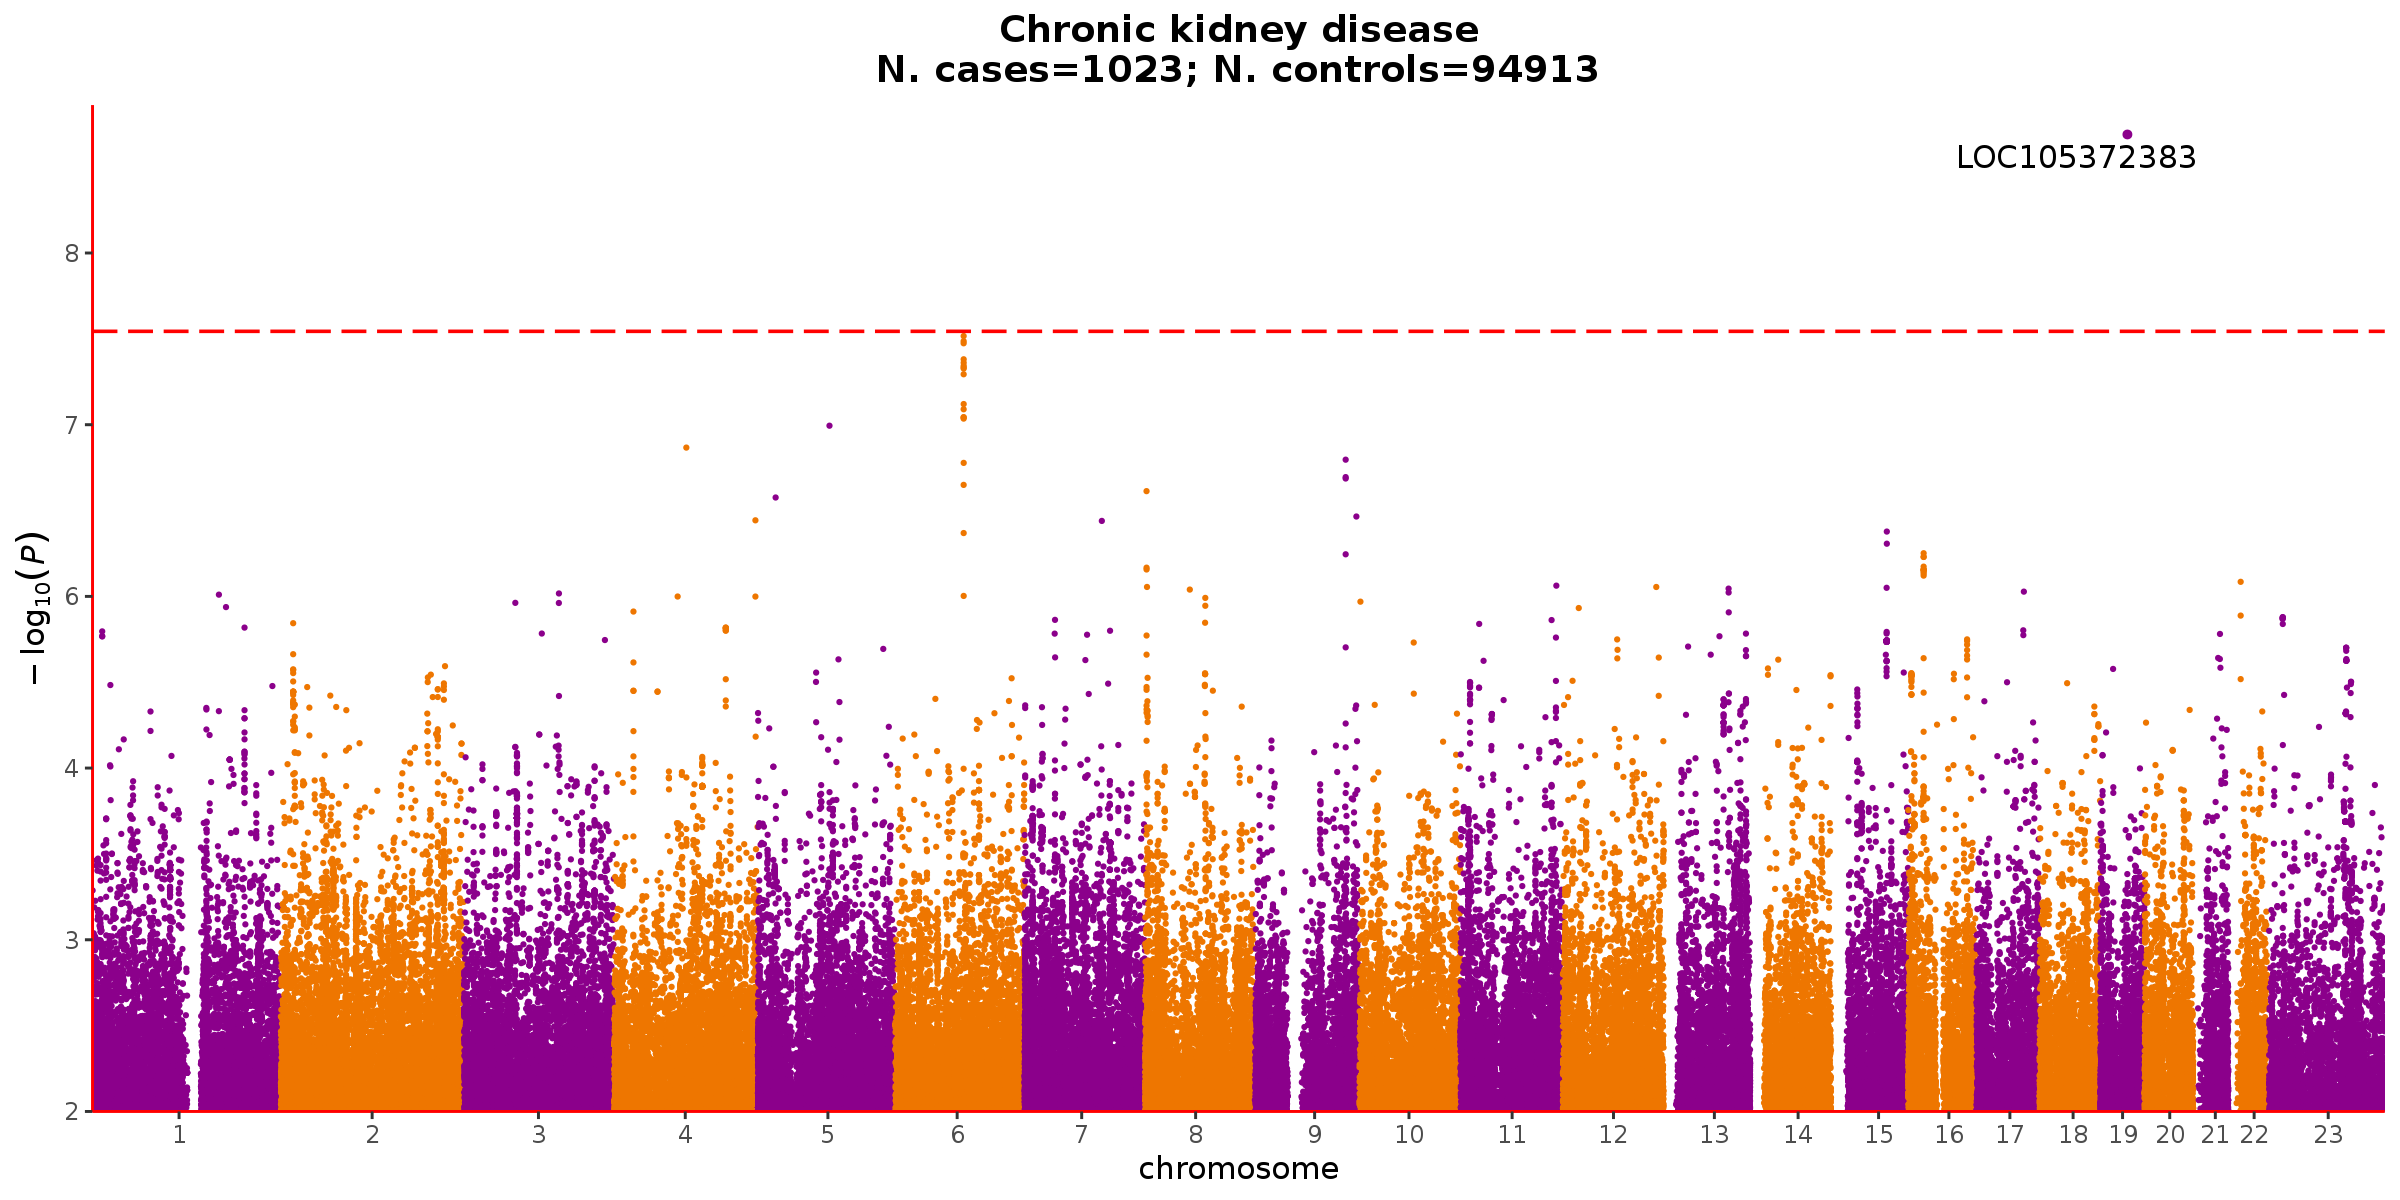 Chronic kidney disease
N. cases=1023; N. controls=94913
LOC105372383
8
7
6
4
3
2
−log₁₀(P)
1 2 3 4 5 6 7 8 9 10 11 12 13 14 15 16 17 18 19 20 21 22 23
chromosome